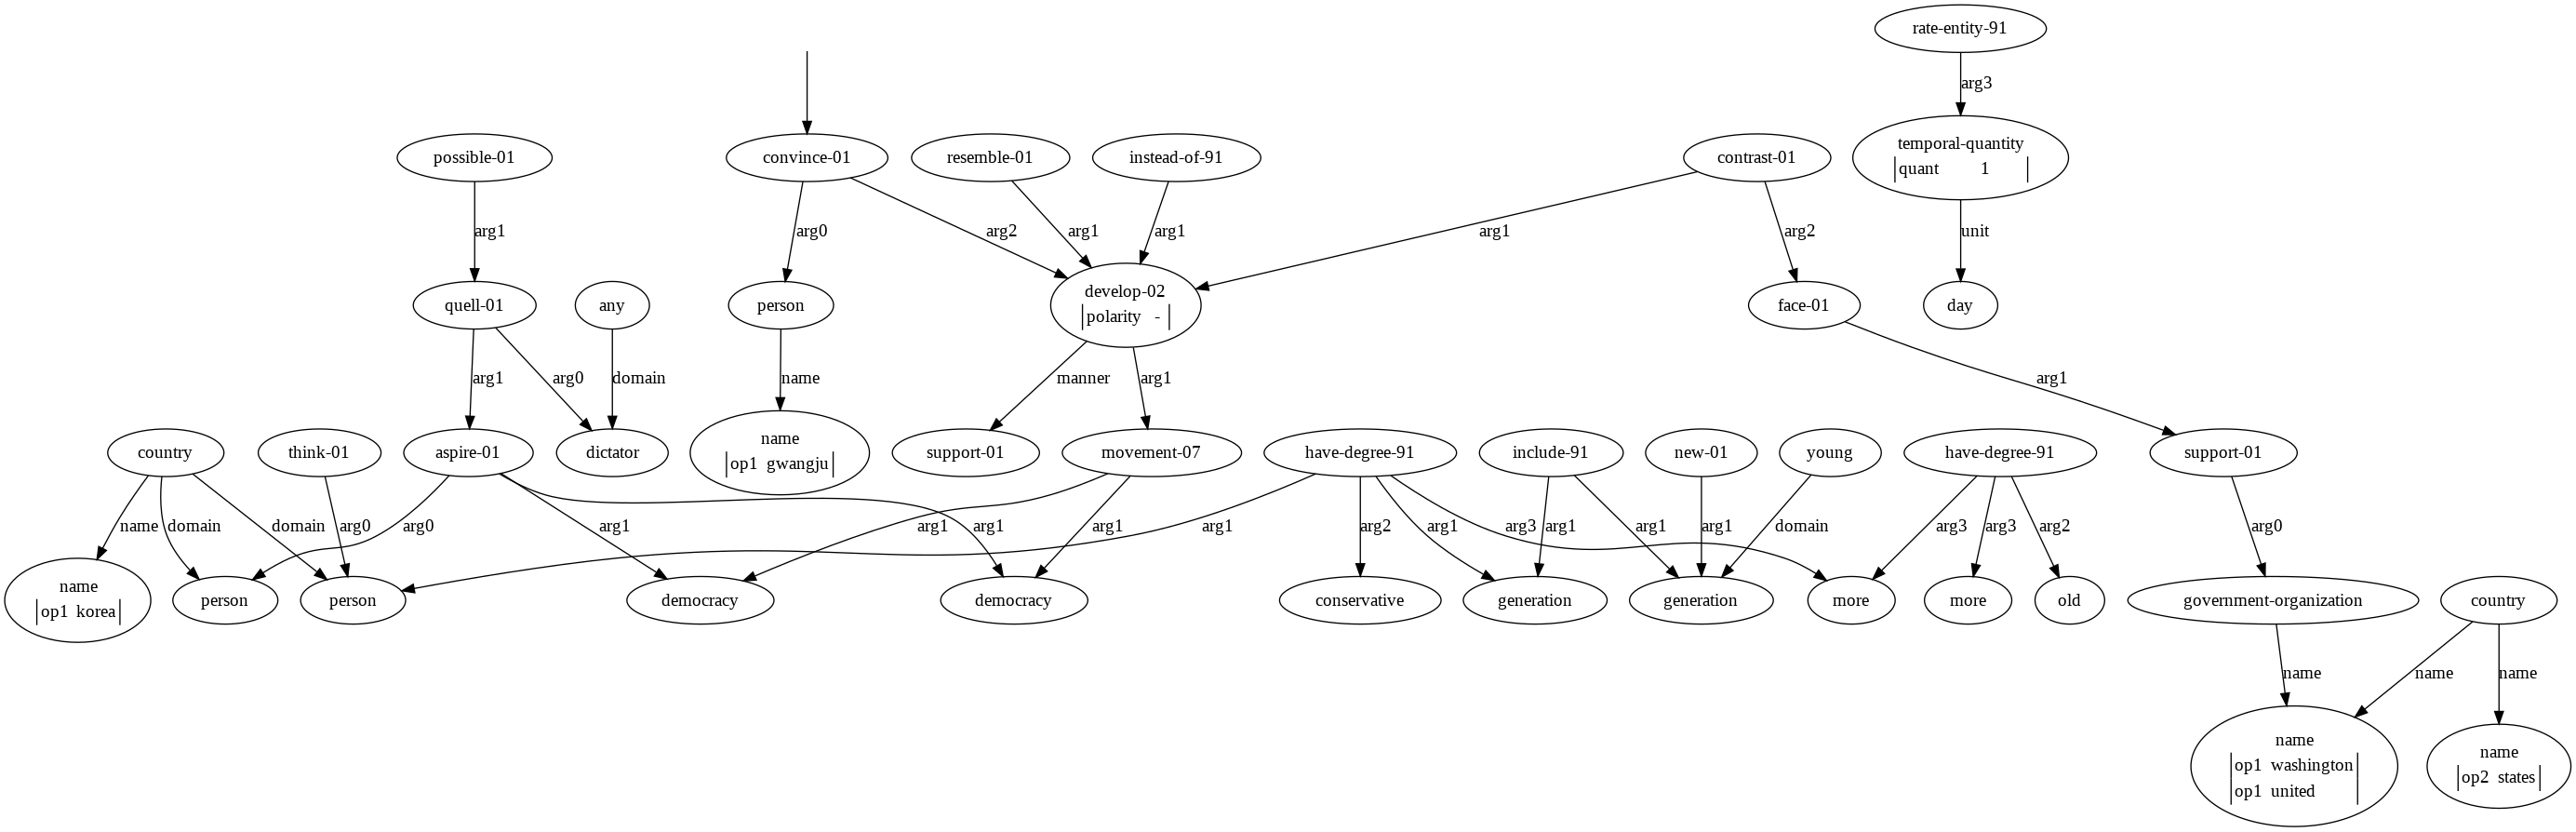 rate-entity-91
arg3
possible-01
convince-01
resemble-01
instead-of-91
contrast-01
temporal-quantity
quant 1
arg1
arg0
arg2
arg1
arg1
arg1
arg2
unit
quell-01
any
person
develop-02
polarity -
face-01
day
arg1
arg0
domain
name
manner
arg1
arg1
country
think-01
aspire-01
dictator
name
op1 gwangju
support-01
movement-07
have-degree-91
include-91
new-01
young
have-degree-91
support-01
name
domain
domain
arg0
arg0
arg1
arg1
arg1
arg1
arg1
arg2
arg1
arg3
arg1
arg1
arg1
domain
arg3
arg3
arg2
arg0
name
op1 korea
person
person
democracy
democracy
conservative
generation
generation
more
more
old
government-organization
country
name
name
name
name
op1 washington
op1 united
name
op2 states